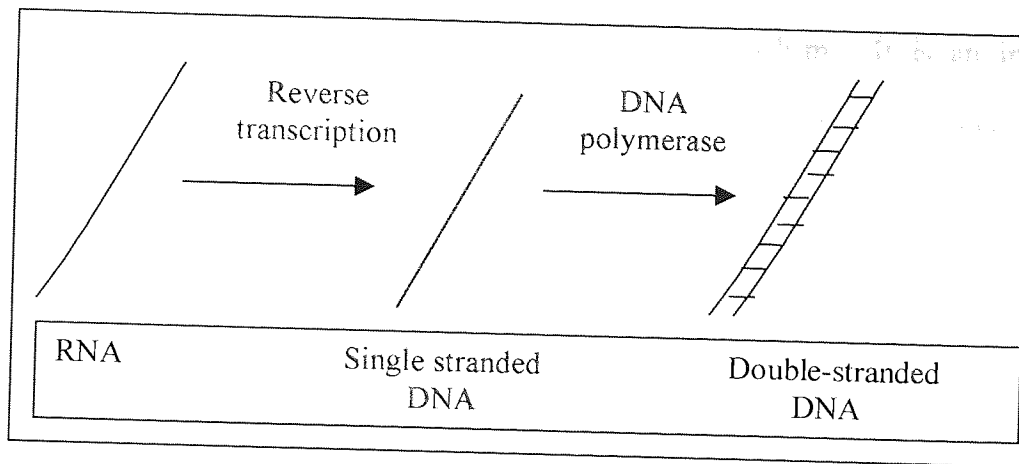 Reverse
transcription
DNA
polymerase
RNA
Single stranded
DNA
Double-stranded
DNA